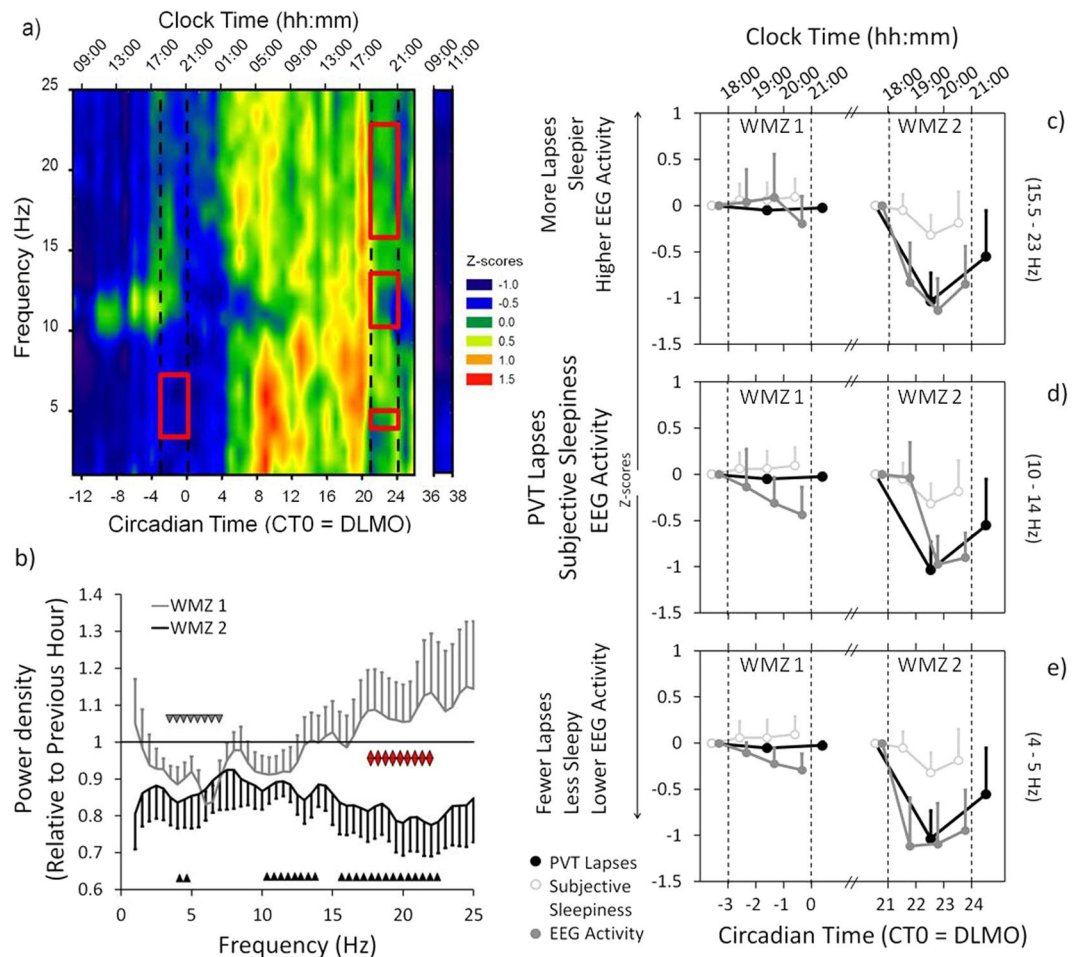 a)
Clock Time (hh:mm)
09:00 13:00 17:00 21:00 01:00 05:00 09:00 13:00 17:00 21:00 09:00 11:00
Frequency (Hz)
25
20
15
10
5
-12 -8 -4 0 4 8 12 16 20 24 36 38
Circadian Time (CT0 = DLMO)
Z-scores
-1.0
-0.5
0.0
0.5
1.0
1.5
b)
Power density
(Relative to Previous Hour)
1.4
1.3
1.2
1.1
1
0.9
0.8
0.7
0.6
WMZ 1
WMZ 2
0 5 10 15 20 25
Frequency (Hz)
Clock Time (hh:mm)
18:00 19:00 20:00 21:00 18:00 19:00 20:00 21:00
More Lapses
Sleepier
Higher EEG Activity
PVT Lapses
Subjective Sleepiness
EEG Activity
Z-scores
Fewer Lapses
Less Sleepy
Lower EEG Activity
c)
WMZ 1 WMZ 2
1
0.5
0
-0.5
-1
-1.5
(15.5 - 23 Hz)
d)
WMZ 1 WMZ 2
1
0.5
0
-0.5
-1
-1.5
(10 - 14 Hz)
e)
WMZ 1 WMZ 2
1
0.5
0
-0.5
-1
-1.5
(4 - 5 Hz)
-3 -2 -1 0 21 22 23 24
Circadian Time (CT0 = DLMO)
PVT Lapses
Subjective
Sleepiness
EEG Activity